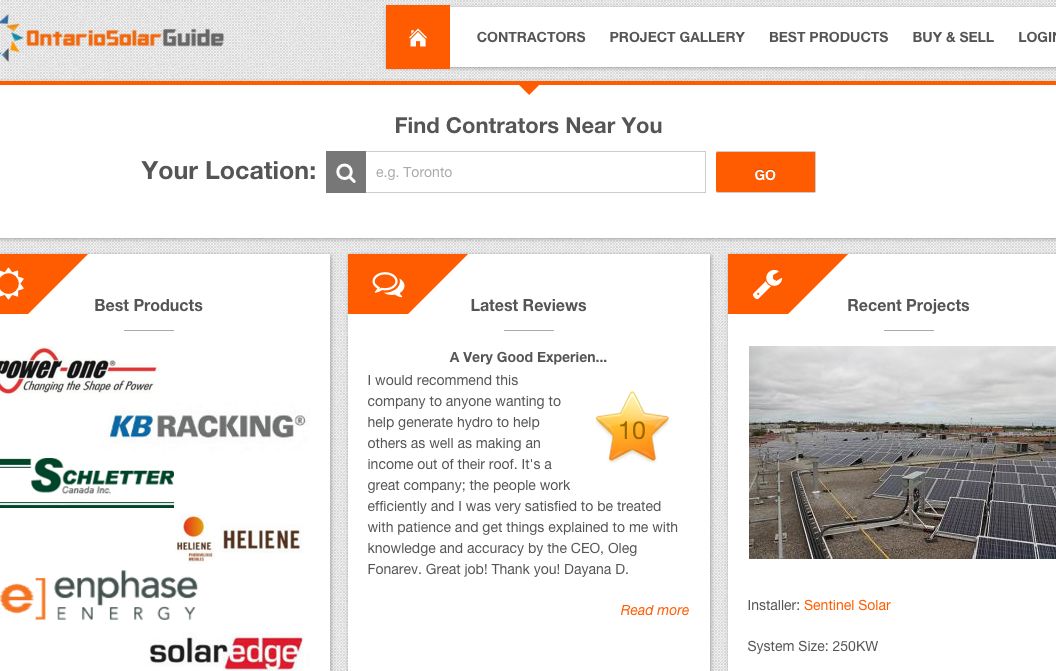 OntarioSolarGuide
CONTRACTORS PROJECT GALLERY BEST PRODUCTS BUY & SELL LOGIN
Find Contrators Near You
Your Location: e.g. Toronto GO
Best Products
power-one®
Changing the Shape of Power
KB RACKING®
SCHLETTER
Canada Inc.
HELIENE HELIENE
enphase
ENERGY
solaredge
Latest Reviews
A Very Good Experien...
I would recommend this
company to anyone wanting to
help generate hydro to help
others as well as making an
income out of their roof. It's a
great company; the people work
efficiently and I was very satisfied to be treated
with patience and get things explained to me with
knowledge and accuracy by the CEO, Oleg
Fonarev. Great job! Thank you! Dayana D.
10
Read more
Recent Projects
Installer: Sentinel Solar
System Size: 250KW